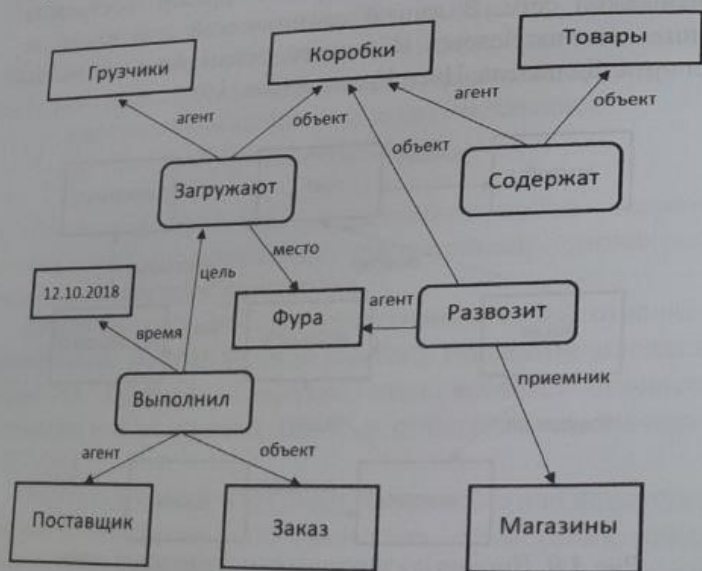 Товары
Коробки
Грузчики
агент
объект
агент
объект
объект
Загружают
Содержат
место
цель
12.10.2018
Фура
агент
Развозит
время
Выполнил
приемник
агент
объект
Поставщик
Заказ
Магазины